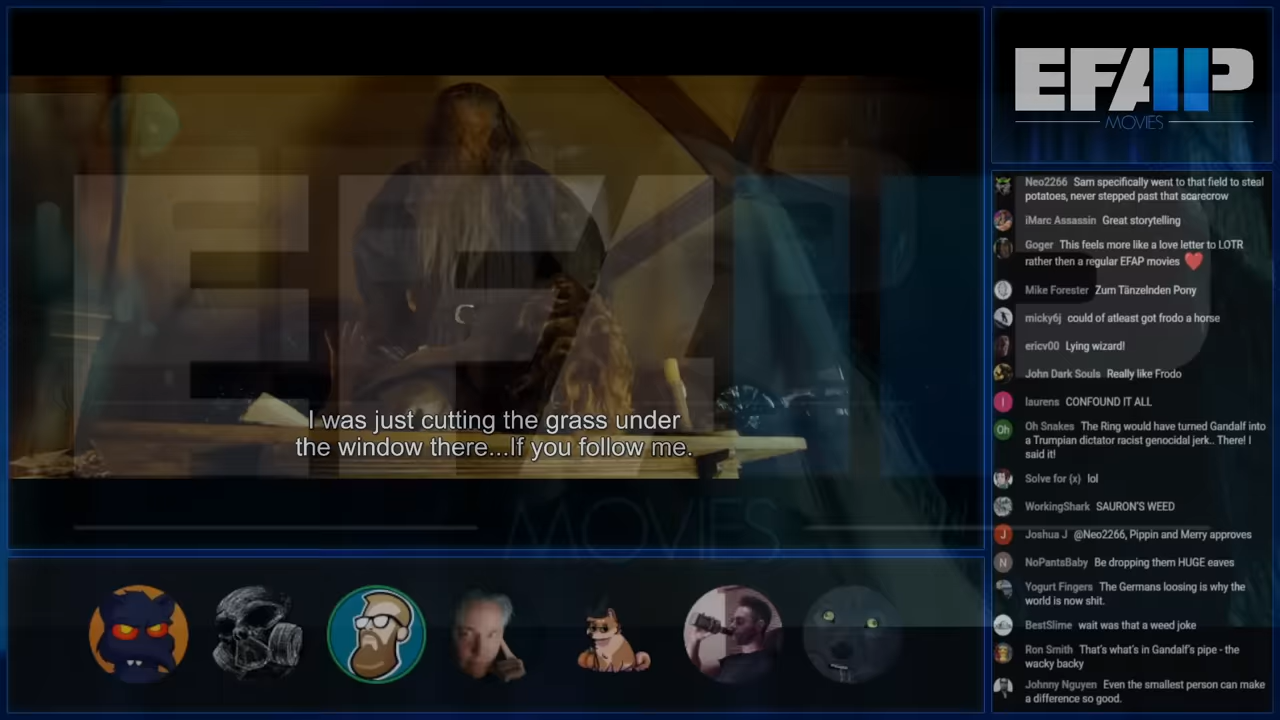 EFAP
MOVIES
I was just cutting the grass under
the window there...If you follow me.
EFAP
MOVIES
Neo2266 Sam specifically went to that field to steal
potatoes, never stepped past that scarecrow
iMarc Assassin Great storytelling
Goger This feels more like a love letter to LOTR
rather then a regular EFAP movies ❤
Mike Forester Zum Tänzelnden Pony
micky6j could of atleast got frodo a horse
ericv00 Lying wizard!
John Dark Souls Really like Frodo
l
laurens CONFOUND IT ALL
Oh
Oh Snakes The Ring would have turned Gandalf into
a Trumpian dictator racist genocidal jerk.. There! I
said it!
Solve for {x} lol
WorkingShark SAURON'S WEED
J
Joshua J @Neo2266, Pippin and Merry approves
N
NoPantsBaby Be dropping them HUGE eaves
Yogurt Fingers The Germans loosing is why the
world is now shit.
BestSlime wait was that a weed joke
Ron Smith That's what's in Gandalf's pipe - the
wacky backy
Johnny Nguyen Even the smallest person can make
a difference so good.